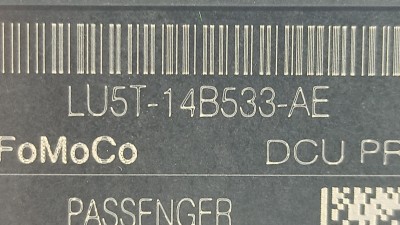 LU5T-14B533-AE
FoMoCo DCU PR
PASSENGER